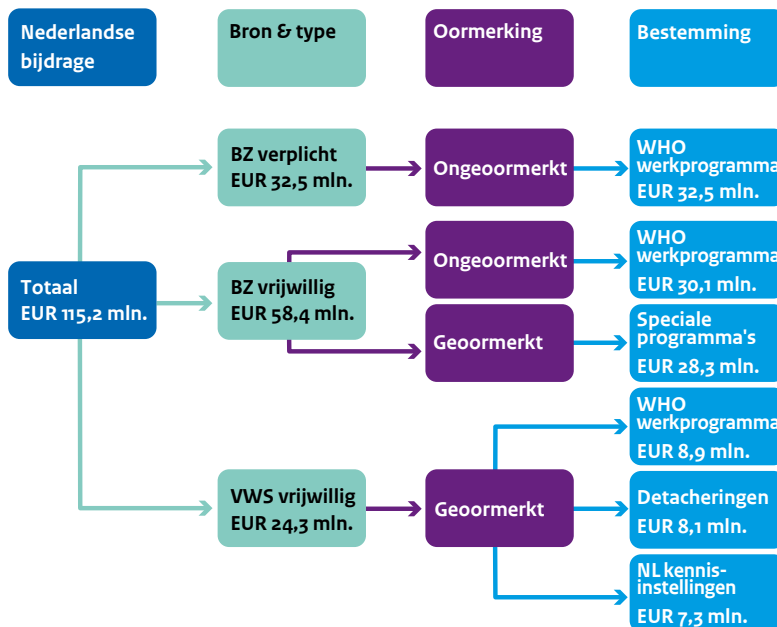 Nederlandse
bijdrage
Bron & type
Oormerking
Bestemming
Totaal
EUR 115,2 mln.
BZ verplicht
EUR 32,5 mln.
Ongeoormerkt
WHO
werkprogramma
EUR 32,5 mln.
BZ vrijwillig
EUR 58,4 mln.
Ongeoormerkt
WHO
werkprogramma
EUR 30,1 mln.
Geoormerkt
Speciale
programma's
EUR 28,3 mln.
VWS vrijwillig
EUR 24,3 mln.
Geoormerkt
WHO
werkprogramma
EUR 8,9 mln.
Detacheringen
EUR 8,1 mln.
NL kennis-
instellingen
EUR 7,3 mln.